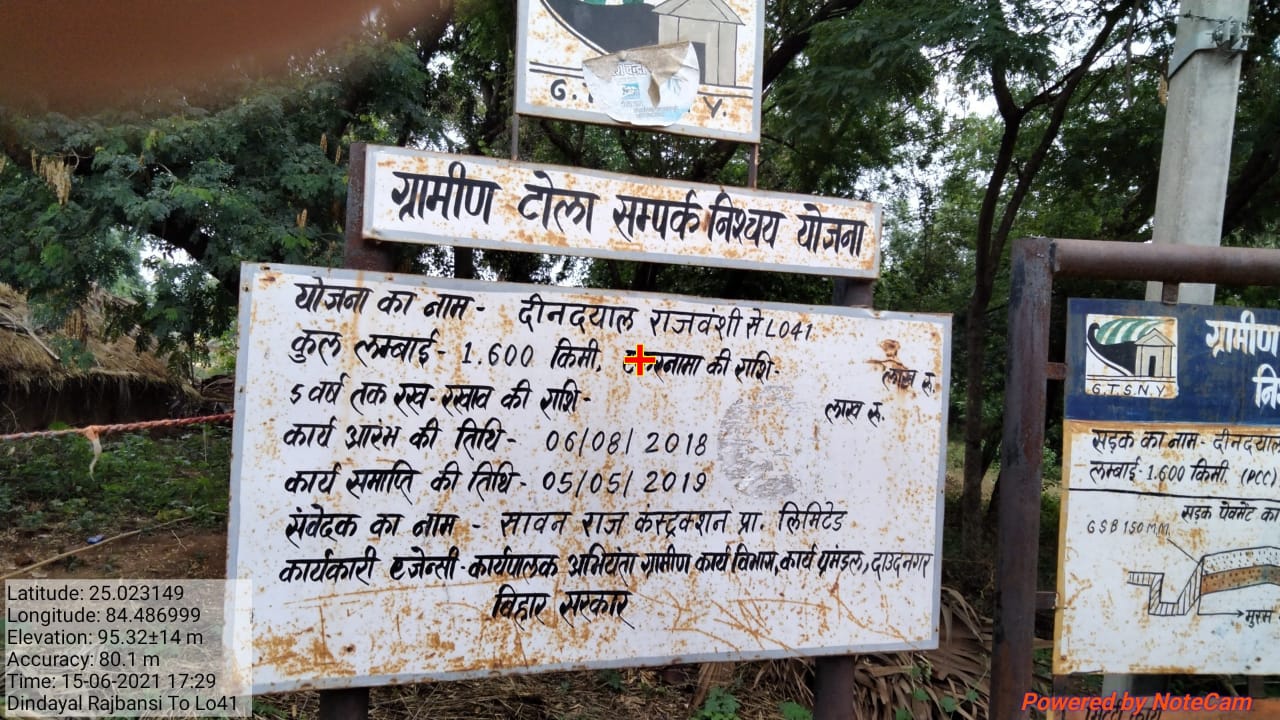 G.T. Y.
ग्रामीण टोला सम्पर्क निश्चय योजना
योजना का नाम - दीनदयाल राजवंशी से L041
कुल लम्बाई - 1.600 किमी. की राशि-
लाख रु.
5 वर्ष तक रख-रखाव की राशि- लाख रु.
कार्य आरंभ की तिथि- 06/08/2018
कार्य समाप्ति की तिथि- 05/05/2019
संवेदक का नाम - सावन राज कंस्ट्रक्शन प्रा. लिमिटेड
कार्यकारी एजेन्सी-कार्यपालक अभियंता ग्रामीण कार्य विभाग, कार्य प्रमंडल, दाउदनगर
बिहार सरकार
ग्रामीण
नि
G.T.S.N.Y.
सड़क का नाम- दीनदयाल
लम्बाई-1.600 किमी. (PCC)
सड़क पेवमेंट का
GSB 150 MM
Latitude: 25.023149
Longitude: 84.486999
Elevation: 95.32±14 m
Accuracy: 80.1 m
Time: 15-06-2021 17:29
Dindayal Rajbansi To Lo41
Powered by NoteCam